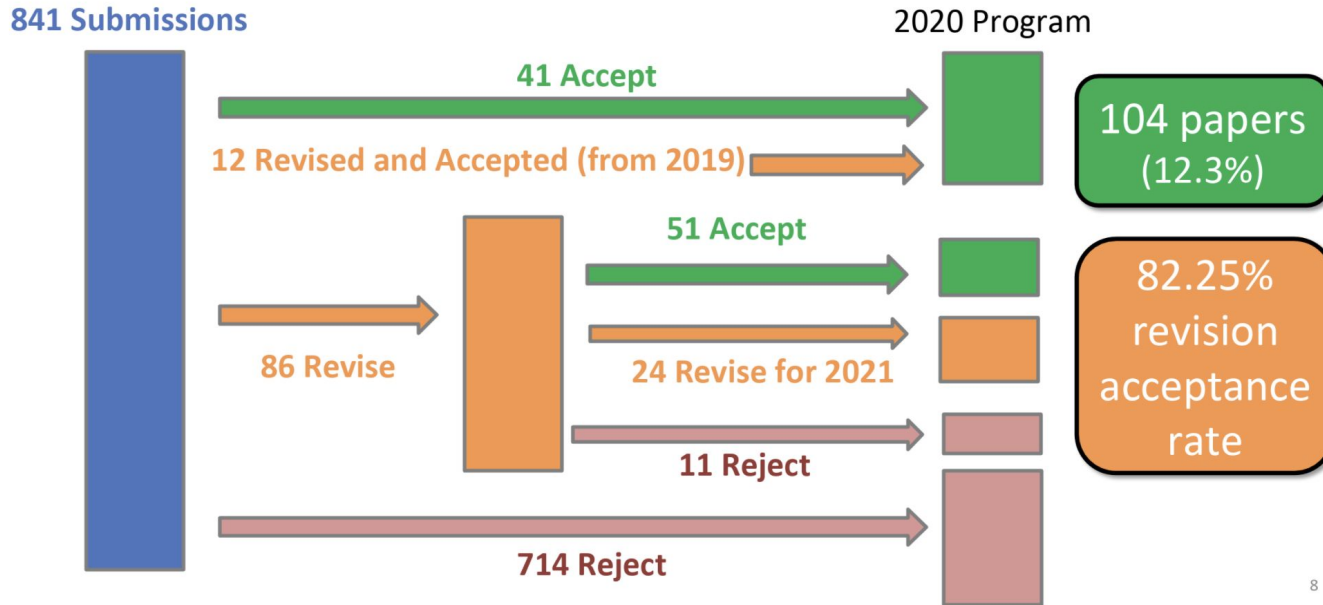 841 Submissions
2020 Program
41 Accept
12 Revised and Accepted (from 2019)
104 papers
(12.3%)
51 Accept
86 Revise
24 Revise for 2021
11 Reject
82.25%
revision
acceptance
rate
714 Reject
8